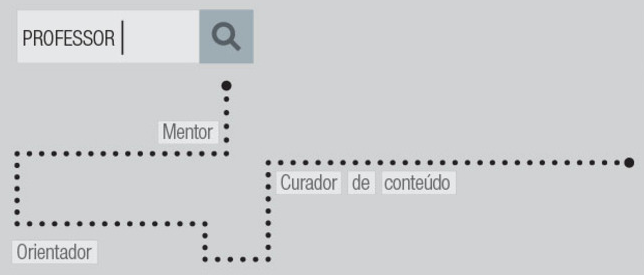 PROFESSOR
Mentor
Curador de conteúdo
Orientador